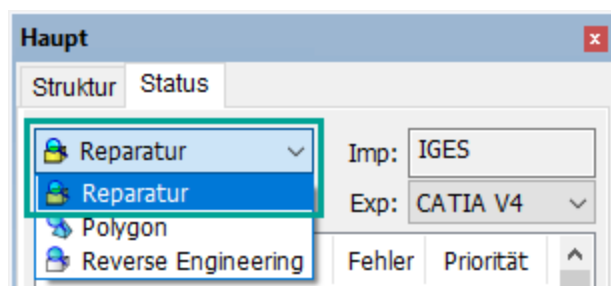 Haupt
Struktur Status
Reparatur Imp: IGES
Reparatur Exp: CATIA V4
Polygon
Reverse Engineering Fehler Priorität